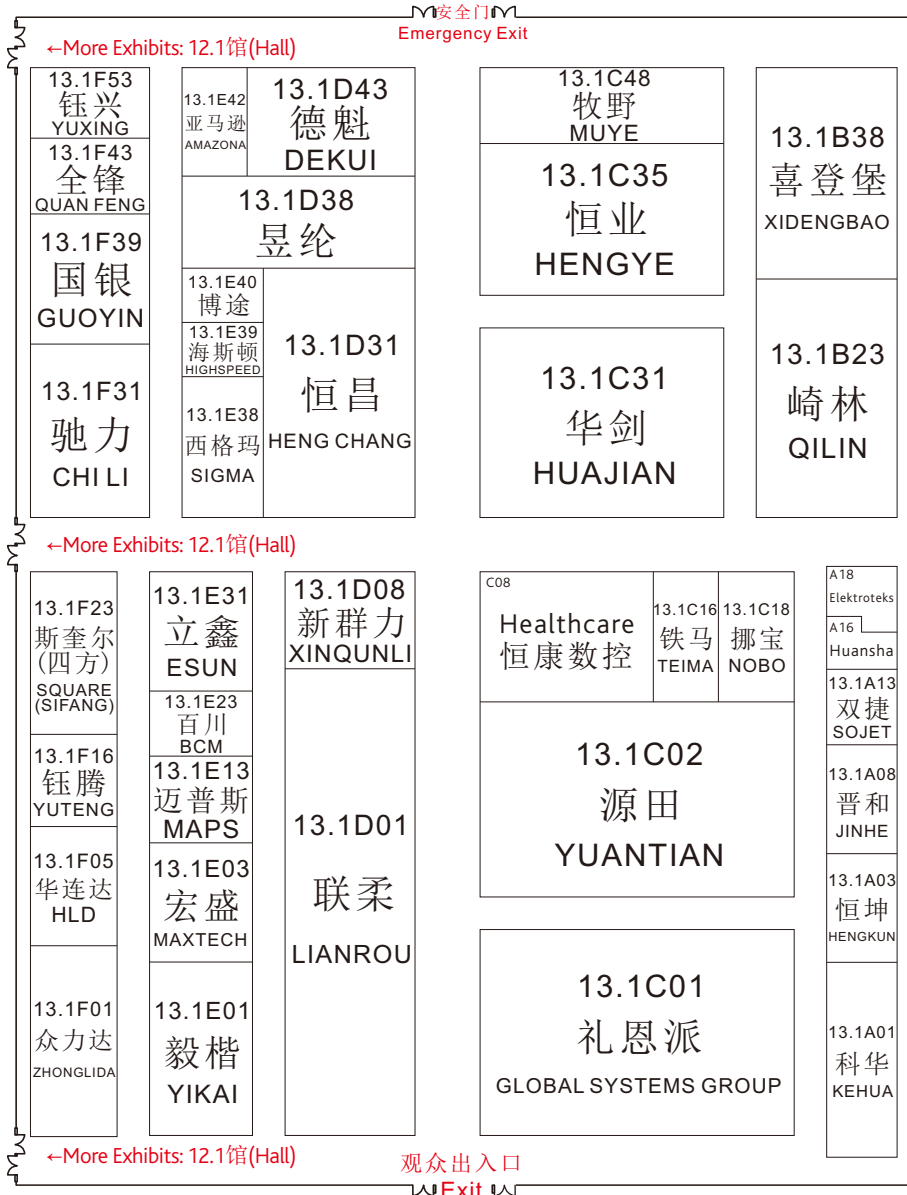 安全门
Emergency Exit
←More Exhibits: 12.1馆(Hall)
13.1F53
钰兴
YUXING
13.1F43
全锋
QUAN FENG
13.1F39
国银
GUOYIN
13.1F31
驰力
CHI LI
13.1E42
亚马逊
AMAZONA
13.1D43
德魁
DEKUI
13.1D38
昱纶
13.1E40
博途
13.1E39
海斯顿
HIGHSPEED
13.1E38
西格玛
SIGMA
13.1D31
恒昌
HENG CHANG
13.1C48
牧野
MUYE
13.1C35
恒业
HENGYE
13.1C31
华剑
HUAJIAN
13.1B38
喜登堡
XIDENGBAO
13.1B23
崎林
QILIN
←More Exhibits: 12.1馆(Hall)
13.1F23
斯奎尔
(四方)
SQUARE
(SIFANG)
13.1F16
钰腾
YUTENG
13.1F05
华连达
HLD
13.1F01
众力达
ZHONGLIDA
13.1E31
立鑫
ESUN
13.1E23
百川
BCM
13.1E13
迈普斯
MAPS
13.1E03
宏盛
MAXTECH
13.1E01
毅楷
YIKAI
13.1D08
新群力
XINQUNLI
13.1D01
联柔
LIANROU
C08
Healthcare
恒康数控
13.1C16
铁马
TEIMA
13.1C18
挪宝
NOBO
13.1C02
源田
YUANTIAN
13.1C01
礼恩派
GLOBAL SYSTEMS GROUP
A18
Elektroteks
A16
Huansha
13.1A13
双捷
SOJET
13.1A08
晋和
JINHE
13.1A03
恒坤
HENGKUN
13.1A01
科华
KEHUA
←More Exhibits: 12.1馆(Hall)
观众出入口
Exit